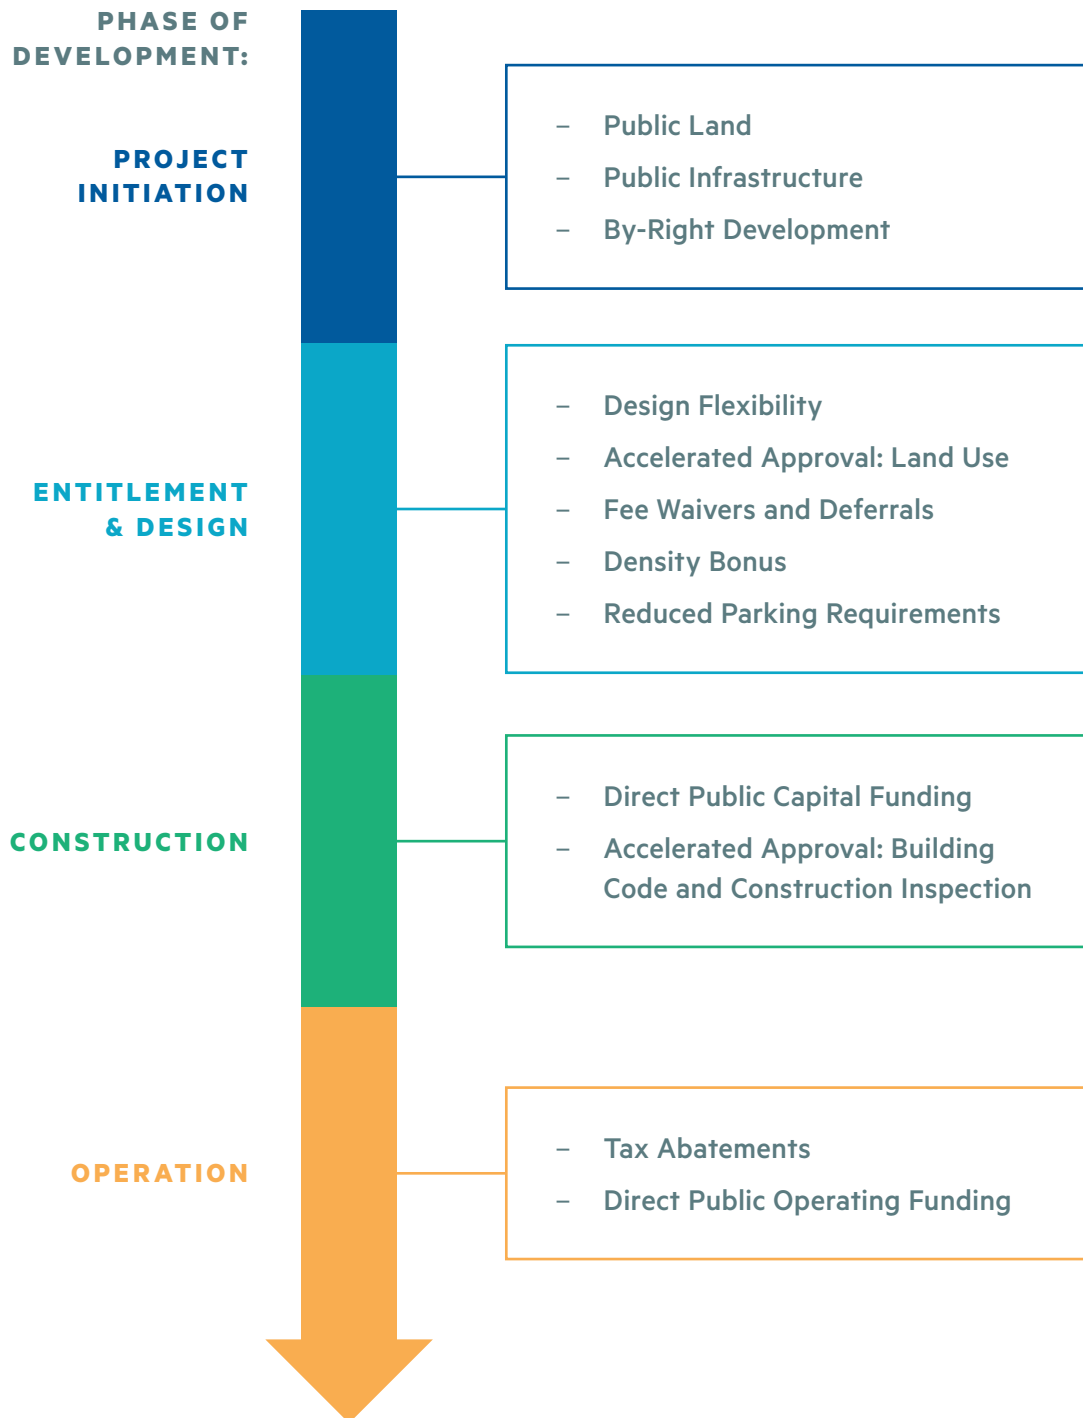 PHASE OF
DEVELOPMENT:
PROJECT
INITIATION
– Public Land
– Public Infrastructure
– By-Right Development
ENTITLEMENT
& DESIGN
– Design Flexibility
– Accelerated Approval: Land Use
– Fee Waivers and Deferrals
– Density Bonus
– Reduced Parking Requirements
CONSTRUCTION
– Direct Public Capital Funding
– Accelerated Approval: Building
Code and Construction Inspection
OPERATION
– Tax Abatements
– Direct Public Operating Funding